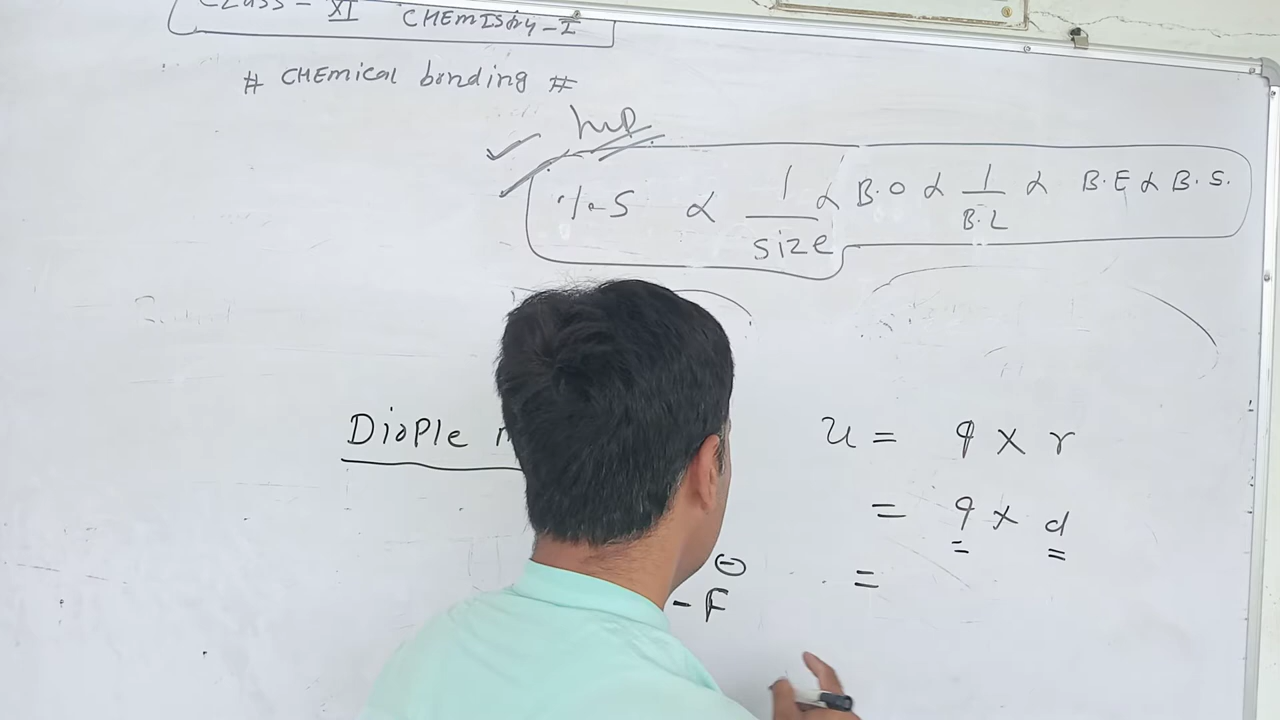 CLASS - XI CHEMIStry - I
# CHEMical bonding #
Imp
%S ∝ 1/size ∝ B.O ∝ 1/B.L ∝ B.E ∝ B.S.
DioPle
u = q × r
= q × d
⊖
- F
=